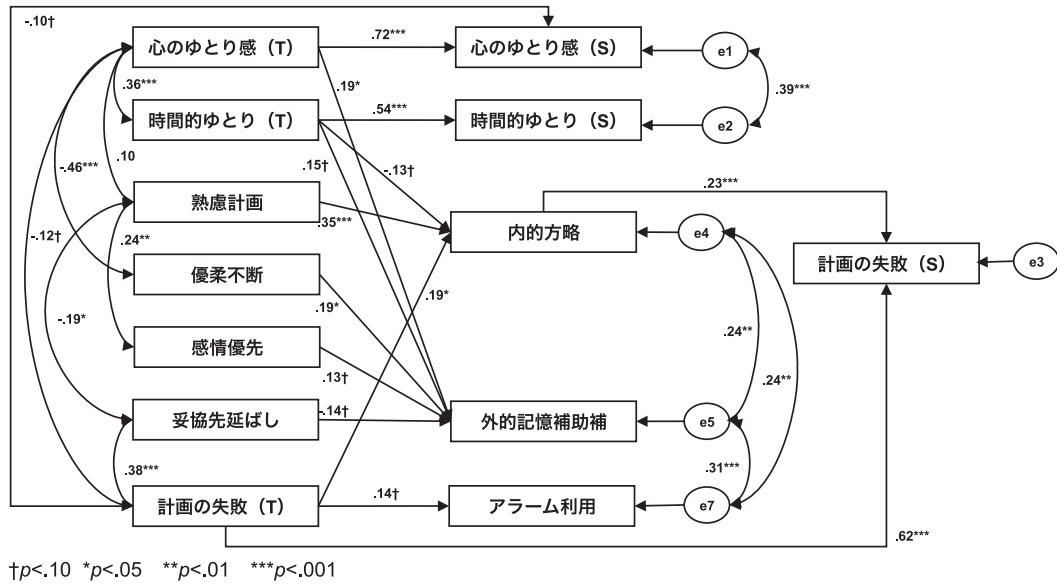 -.10†
心のゆとり感（T）
.72***
心のゆとり感（S）
e1
.36***
.19*
.39***
時間的ゆとり（T）
.54***
時間的ゆとり（S）
e2
-.46***
.10
.15†
-.13†
.23***
熟慮計画
.35***
内的方略
e4
-.12†
.24**
計画の失敗（S）
e3
優柔不断
.19*
-.19*
.19*
感情優先
.24**
.13†
.24**
妥協先延ばし
-.14†
外的記憶補助補
e5
.38***
.31***
計画の失敗（T）
.14†
アラーム利用
e7
.62***
†p<.10 *p<.05 **p<.01 ***p<.001